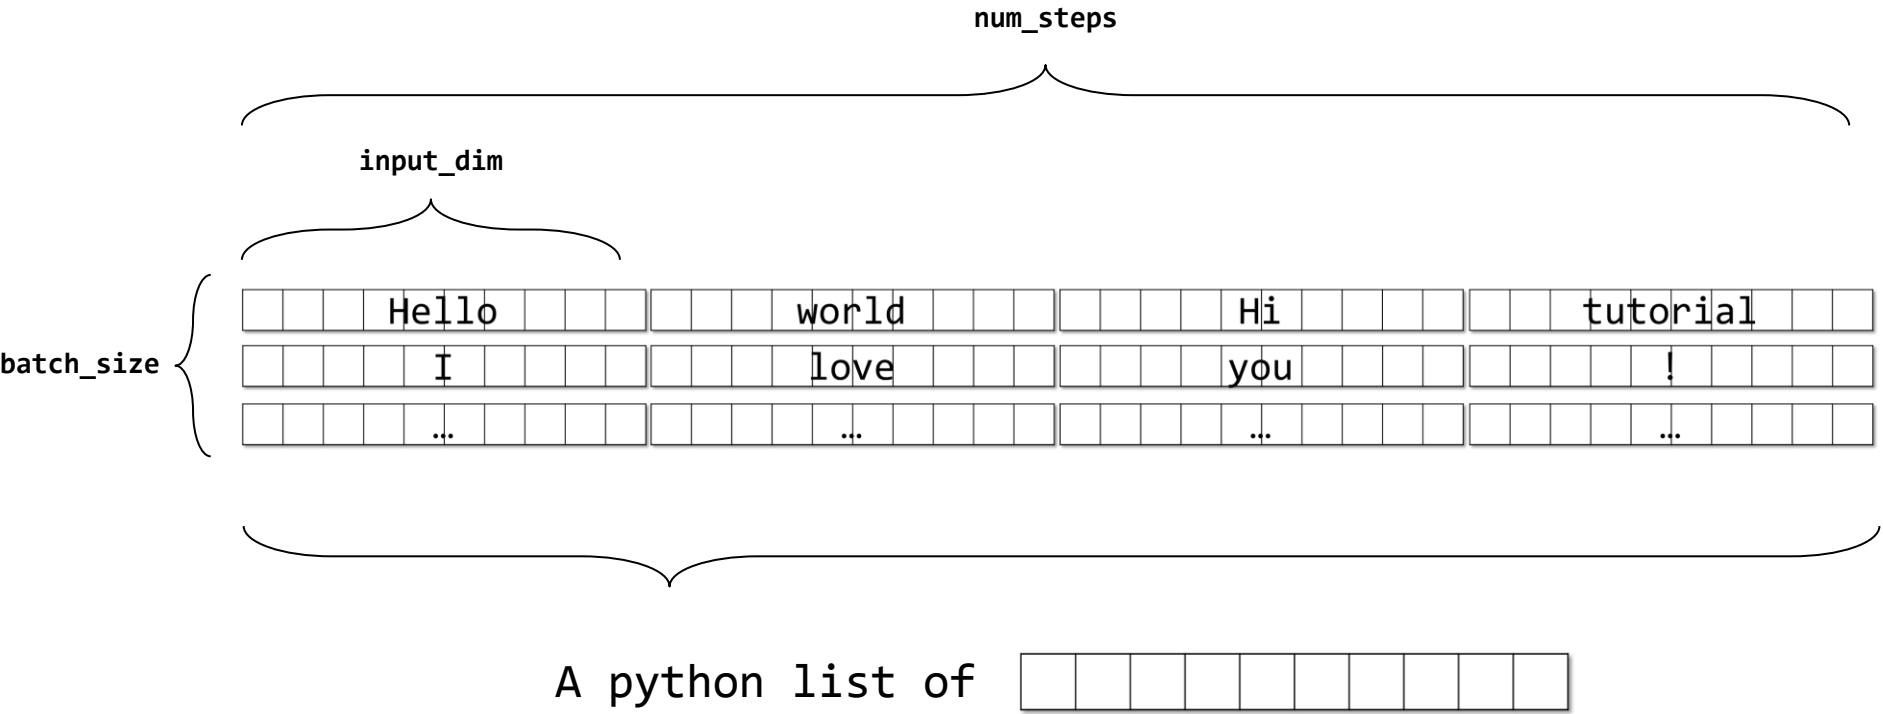 num_steps
input_dim
batch_size
Hello world Hi tutorial
I love you !
… … … …
A python list of